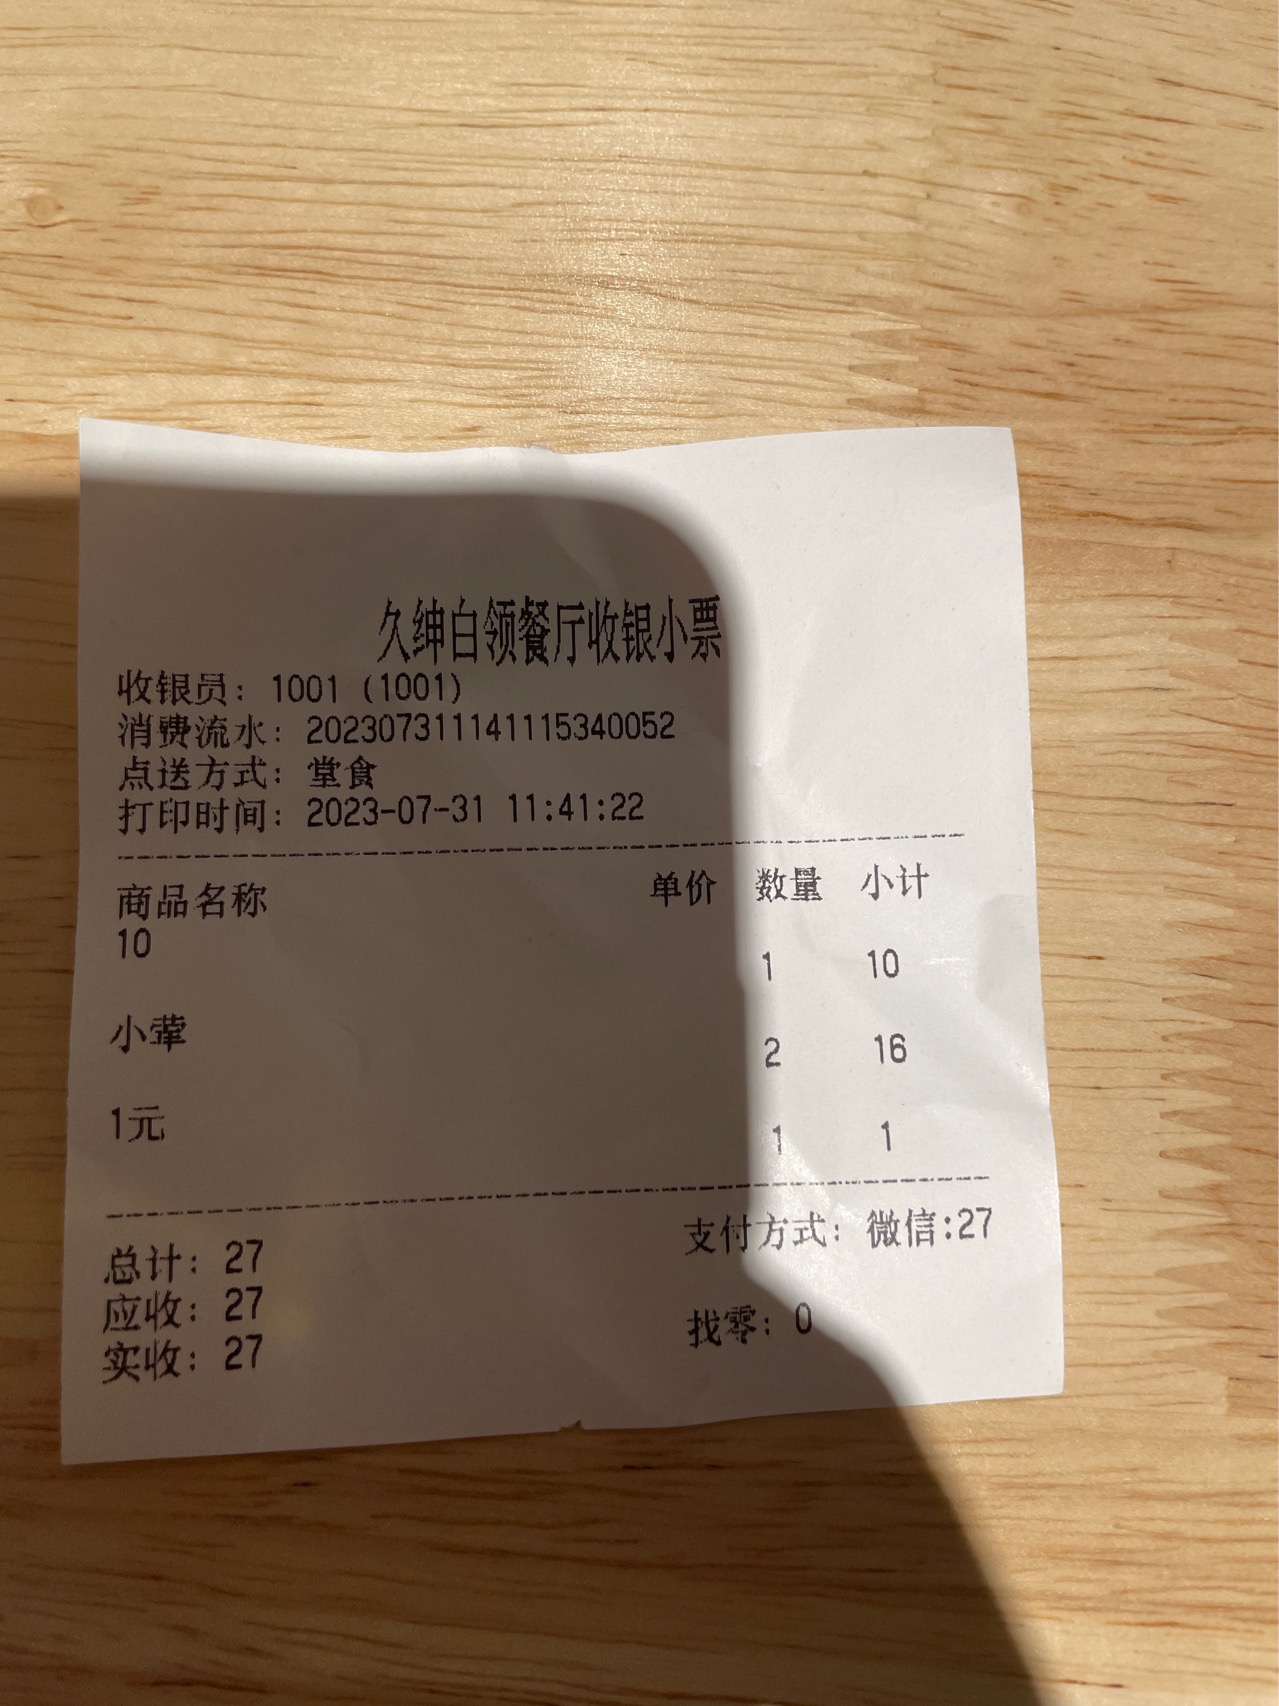 久绅白领餐厅收银小票
收银员: 1001 (1001)
消费流水: 202307311141115340052
点送方式: 堂食
打印时间: 2023-07-31 11:41:22
商品名称 单价 数量 小计
10
1 10
小荤
2 16
1元
1 1
支付方式: 微信:27
总计: 27
应收: 27
找零: 0
实收: 27